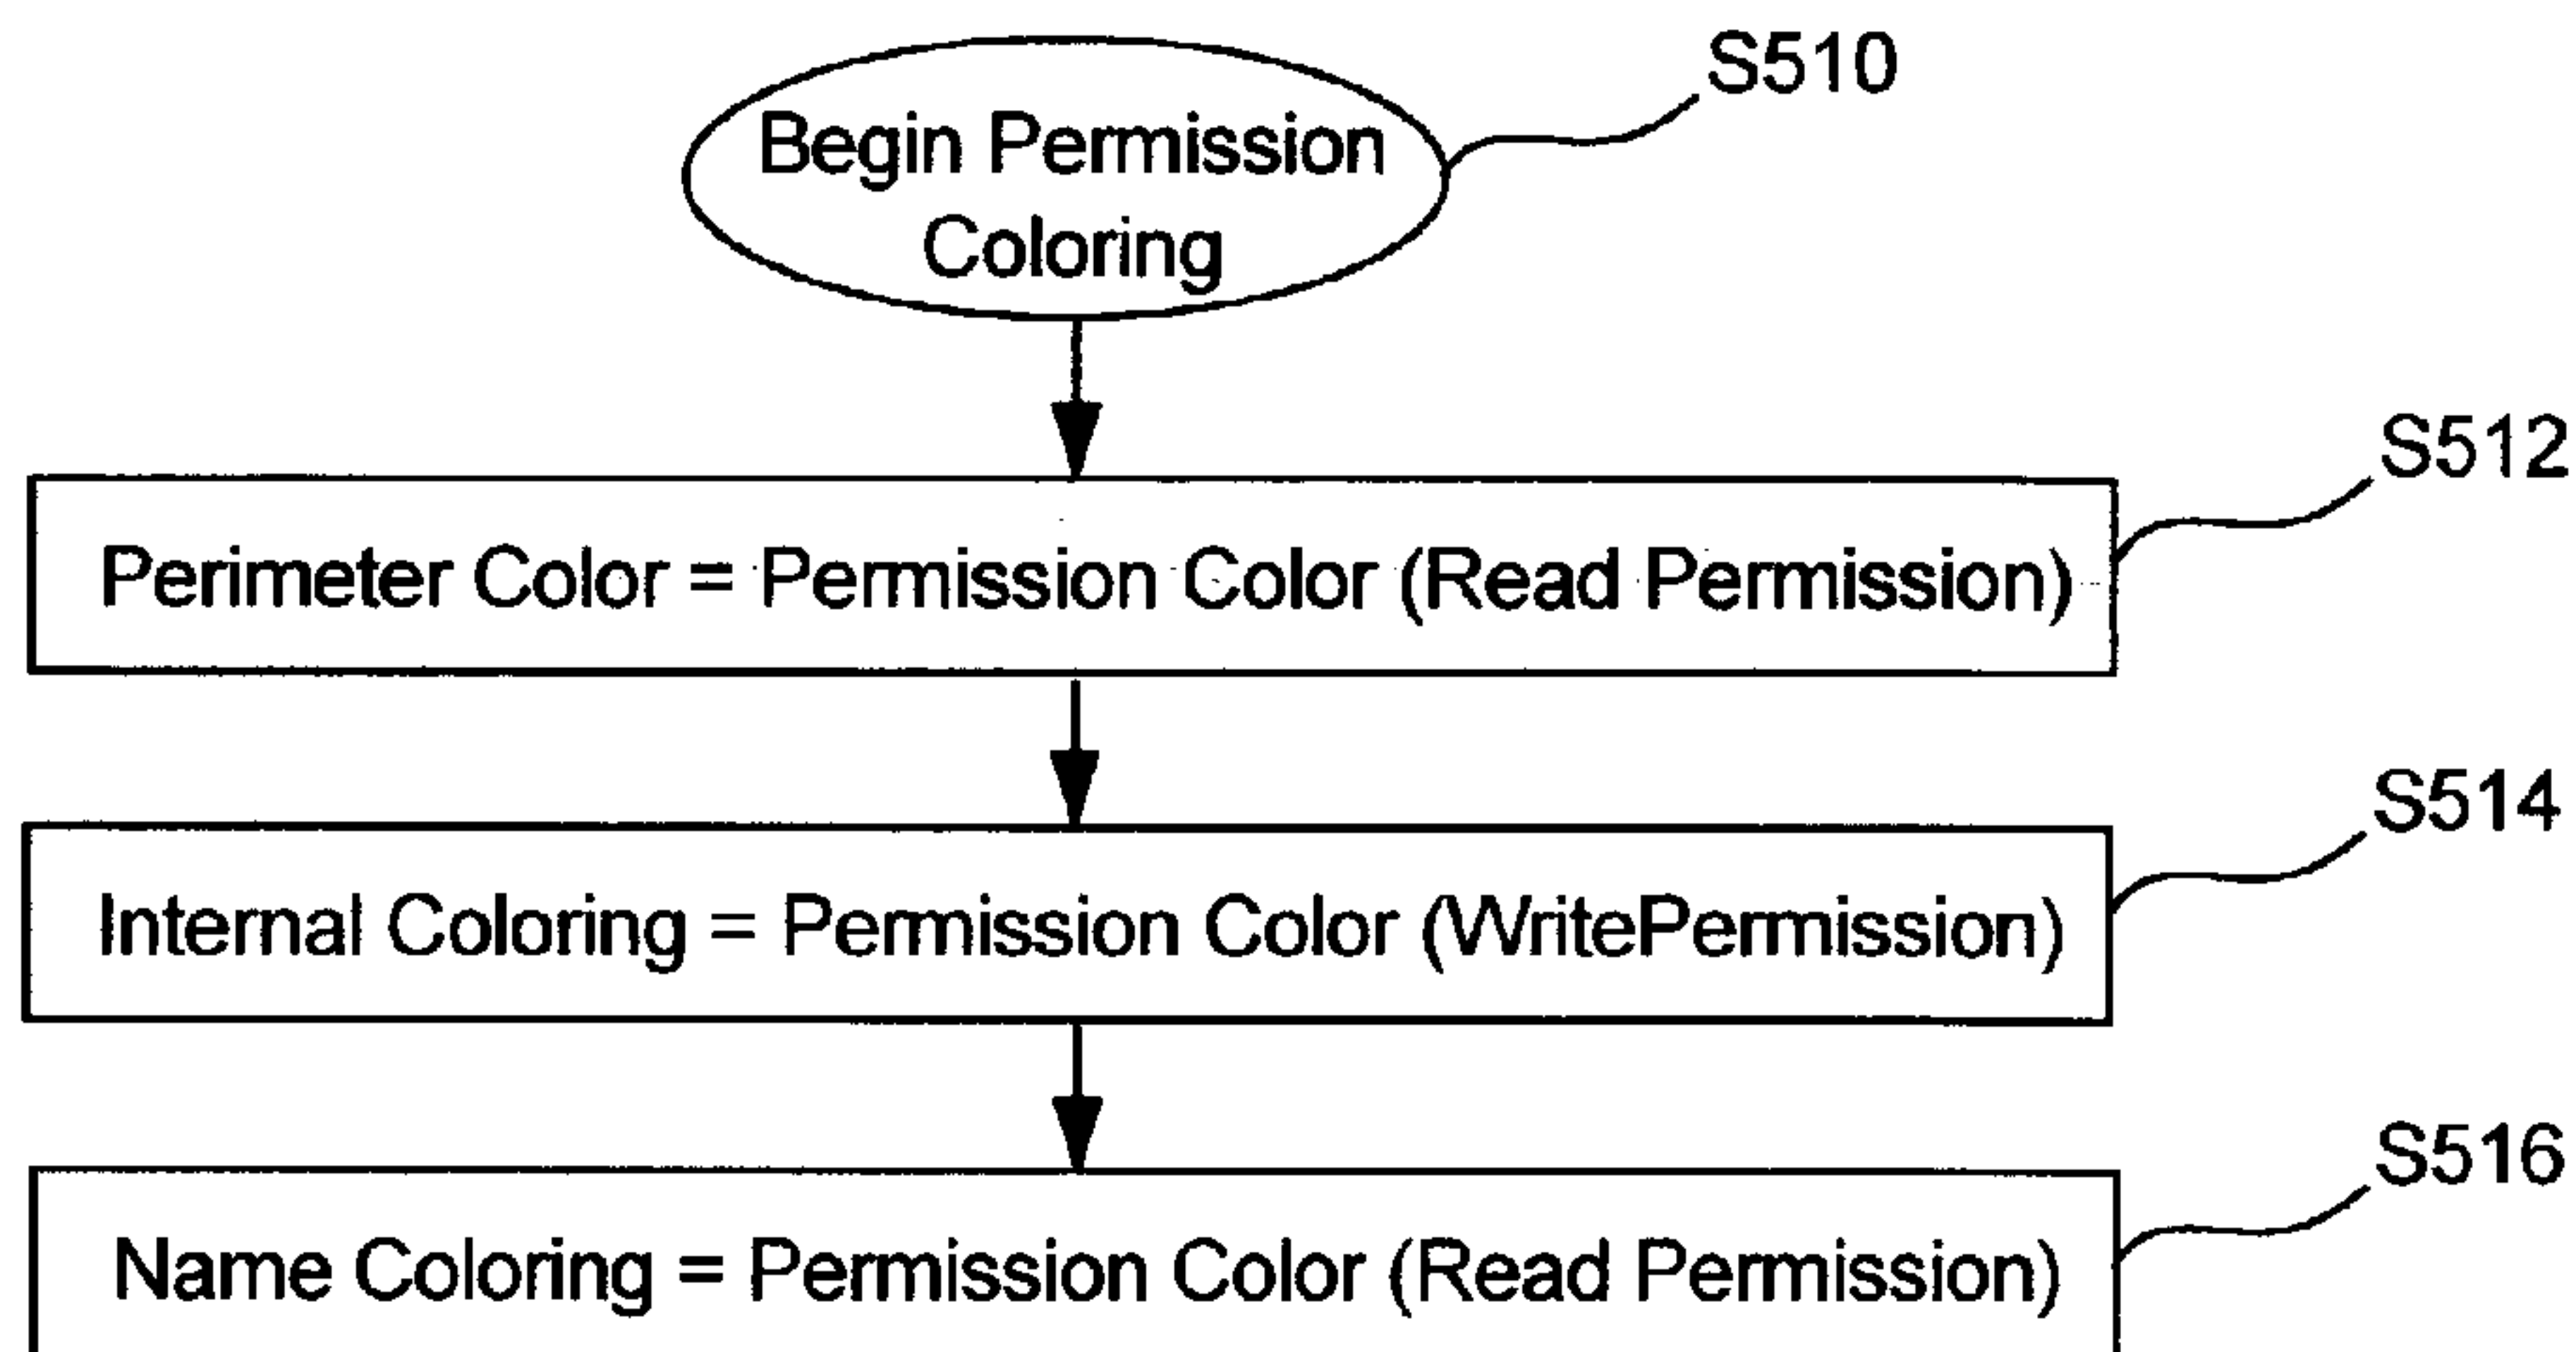 S510
Begin Permission
Coloring
S512
Perimeter Color = Permission Color (Read Permission)
S514
Internal Coloring = Permission Color (WritePermission)
S516
Name Coloring = Permission Color (Read Permission)